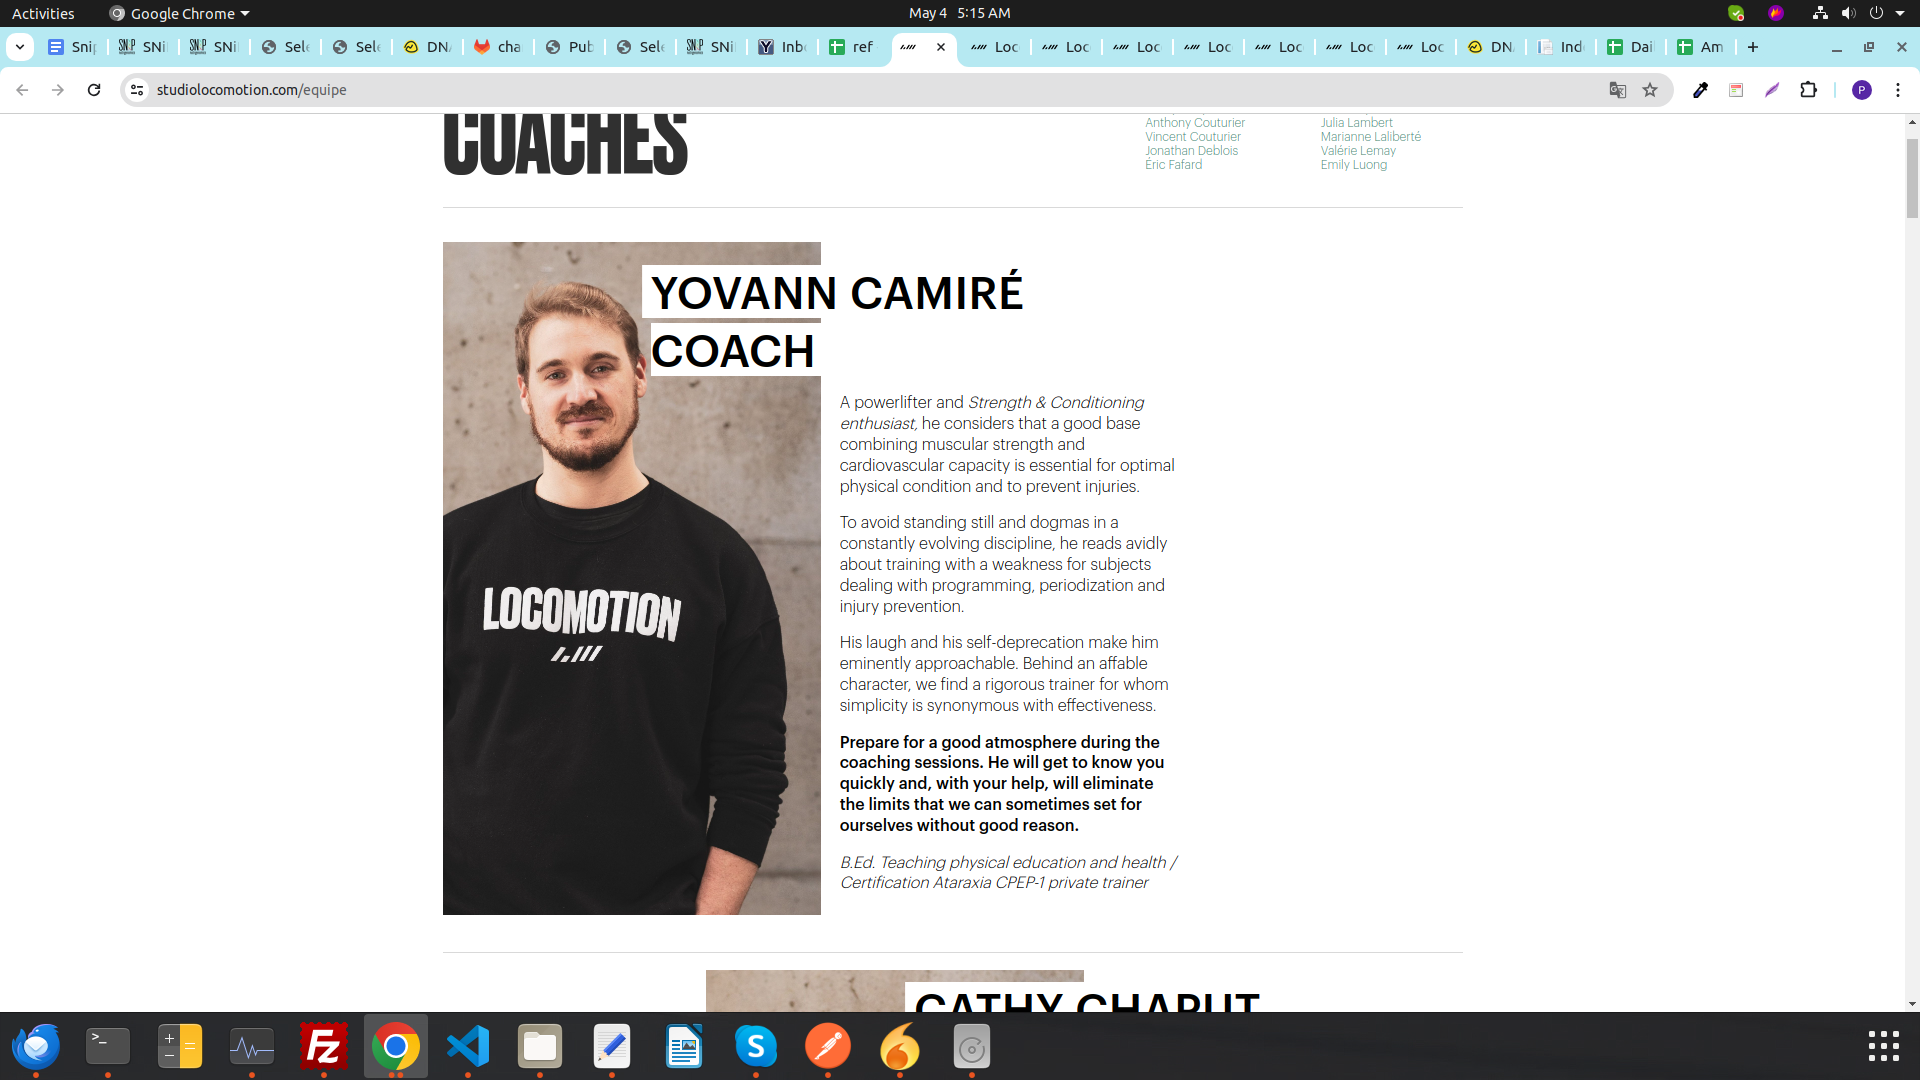 Activities
Google Chrome
May 4 5:15 AM
Snip
SNi
SNi
Sele
Sele
DNA
cha
Pub
Sele
SNi
Inb
ref
Loc
Loc
Loc
Loc
Loc
Loc
Loc
DN
Ind
Dai
Am
studiolocomotion.com/equipe
P
COACHES
Anthony Couturier
Vincent Couturier
Jonathan Deblois
Éric Fafard
Julia Lambert
Marianne Laliberté
Valérie Lemay
Emily Luong
YOVANN CAMIRÉ
COACH
A powerlifter and Strength & Conditioning
enthusiast, he considers that a good base
combining muscular strength and
cardiovascular capacity is essential for optimal
physical condition and to prevent injuries.
To avoid standing still and dogmas in a
constantly evolving discipline, he reads avidly
about training with a weakness for subjects
dealing with programming, periodization and
injury prevention.
His laugh and his self-deprecation make him
eminently approachable. Behind an affable
character, we find a rigorous trainer for whom
simplicity is synonymous with effectiveness.
Prepare for a good atmosphere during the
coaching sessions. He will get to know you
quickly and, with your help, will eliminate
the limits that we can sometimes set for
ourselves without good reason.
B.Ed. Teaching physical education and health /
Certification Ataraxia CPEP-1 private trainer
LOCOMOTION
CATHY CHAPUT